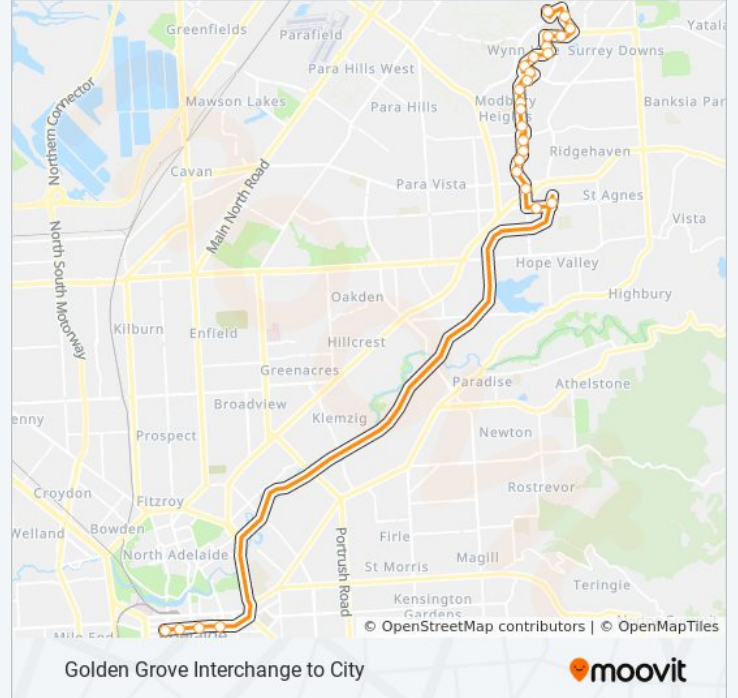 Greenfields
Parafield
Yatala
Wynn
Surrey Downs
Para Hills West
Mawson Lakes
Para Hills
Modbury
Heights
Banksia Par
Northern Connector
Ridgehaven
Cavan
Para Vista
St Agnes
Main North Road
Vista
North South Motorway
Hope Valley
Oakden
Highbury
Kilburn
Enfield
Hillcrest
Greenacres
Paradise
Athelstone
Broadview
Klemzig
enny
Prospect
Newton
Croydon
Fitzroy
Rostrevor
Welland
Bowden
Portrush Road
Firle
North Adelaide
Magill
St Morris
Teringie
Kensington
Gardens
Mile End
Adelaide
© OpenStreetMap contributors | © OpenMapTiles
Golden Grove Interchange to City
moovit